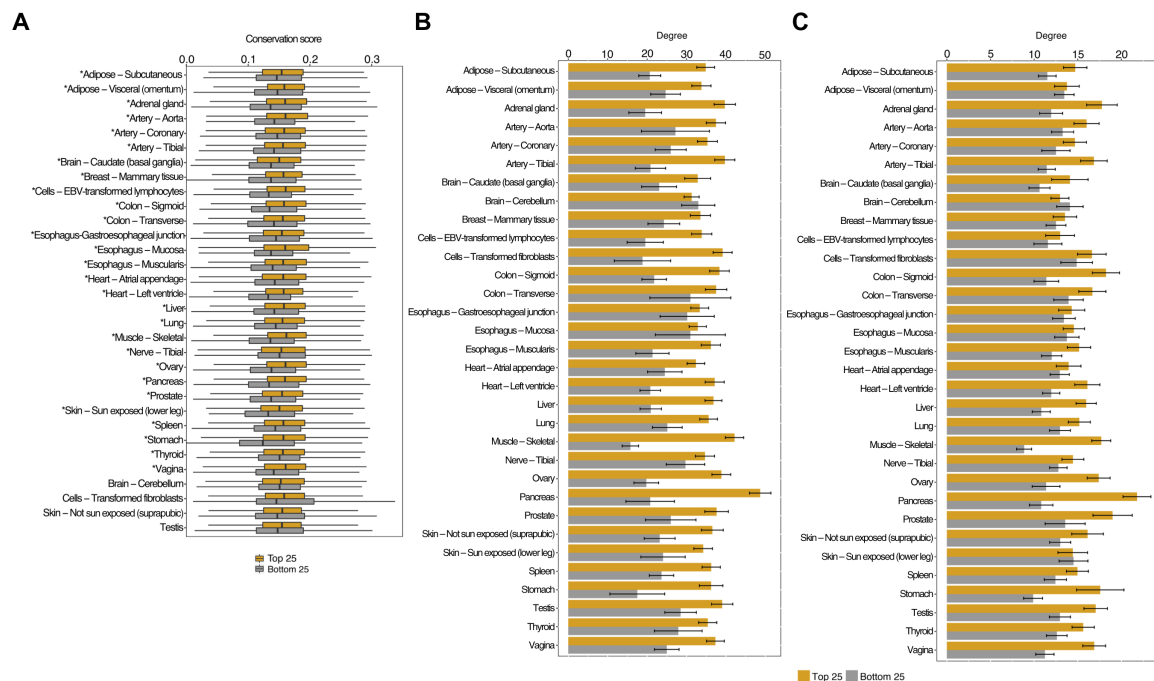 A
Conservation score
0.0 0.1 0.2 0.3
*Adipose – Subcutaneous
*Adipose – Visceral (omentum)
*Adrenal gland
*Artery – Aorta
*Artery – Coronary
*Artery – Tibial
*Brain – Caudate (basal ganglia)
*Breast – Mammary tissue
*Cells – EBV-transformed lymphocytes
*Colon – Sigmoid
*Colon – Transverse
*Esophagus-Gastroesophageal junction
*Esophagus – Mucosa
*Esophagus – Muscularis
*Heart – Atrial appendage
*Heart – Left ventricle
*Liver
*Lung
*Muscle – Skeletal
*Nerve – Tibial
*Ovary
*Pancreas
*Prostate
*Skin – Sun exposed (lower leg)
*Spleen
*Stomach
*Thyroid
*Vagina
Brain – Cerebellum
Cells – Transformed fibroblasts
Skin – Not sun exposed (suprapubic)
Testis
Top 25
Bottom 25
B
Degree
0 10 20 30 40 50
Adipose – Subcutaneous
Adipose – Visceral (omentum)
Adrenal gland
Artery – Aorta
Artery – Coronary
Artery – Tibial
Brain – Caudate (basal ganglia)
Brain – Cerebellum
Breast – Mammary tissue
Cells – EBV-transformed lymphocytes
Cells – Transformed fibroblasts
Colon – Sigmoid
Colon – Transverse
Esophagus – Gastroesophageal junction
Esophagus – Mucosa
Esophagus – Muscularis
Heart – Atrial appendage
Heart – Left ventricle
Liver
Lung
Muscle – Skeletal
Nerve – Tibial
Ovary
Pancreas
Prostate
Skin – Not sun exposed (suprapubic)
Skin – Sun exposed (lower leg)
Spleen
Stomach
Testis
Thyroid
Vagina
C
Degree
0 5 10 15 20
Adipose – Subcutaneous
Adipose – Visceral (omentum)
Adrenal gland
Artery – Aorta
Artery – Coronary
Artery – Tibial
Brain – Caudate (basal ganglia)
Brain – Cerebellum
Breast – Mammary tissue
Cells – EBV-transformed lymphocytes
Cells – Transformed fibroblasts
Colon – Sigmoid
Colon – Transverse
Esophagus – Gastroesophageal junction
Esophagus – Mucosa
Esophagus – Muscularis
Heart – Atrial appendage
Heart – Left ventricle
Liver
Lung
Muscle – Skeletal
Nerve – Tibial
Ovary
Pancreas
Prostate
Skin – Not sun exposed (suprapubic)
Skin – Sun exposed (lower leg)
Spleen
Stomach
Testis
Thyroid
Vagina
Top 25 Bottom 25